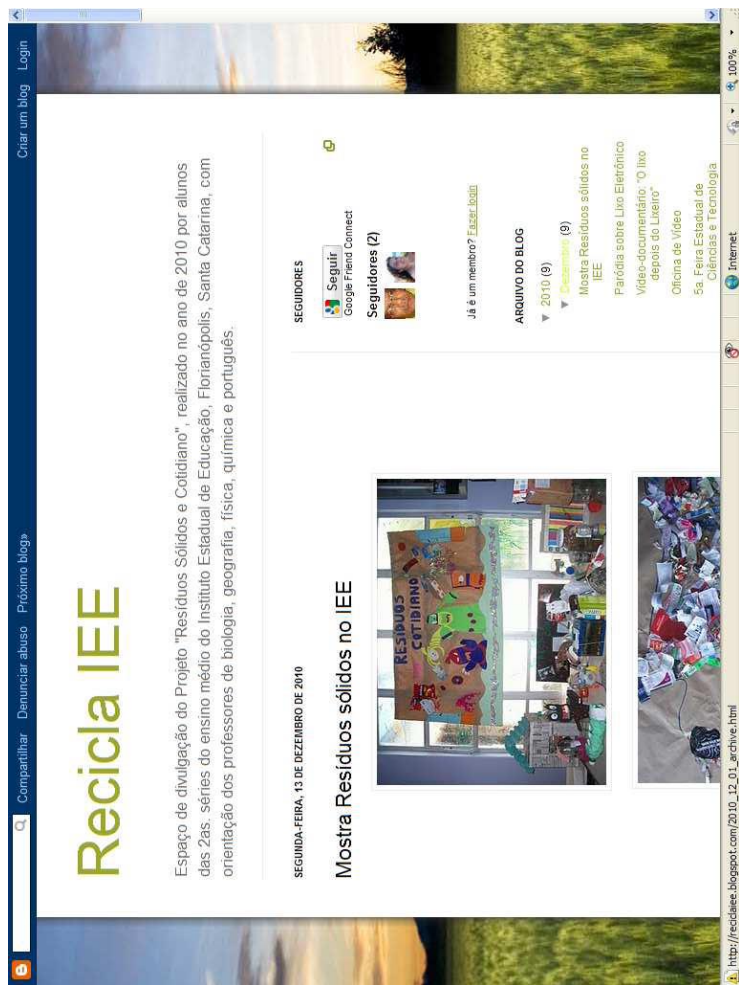 Compartilhar Denunciar abuso Próximo blog»
Criar um blog Login
Recicla IEE
Espaço de divulgação do Projeto "Resíduos Sólidos e Cotidiano", realizado no ano de 2010 por alunos
das 2as. séries do ensino médio do Instituto Estadual de Educação, Florianópolis, Santa Catarina, com
orientação dos professores de biologia, geografia, física, química e português.
SEGUNDA-FEIRA, 13 DE DEZEMBRO DE 2010
Mostra Resíduos sólidos no IEE
RESÍDUOS
COTIDIANO
SEGUIDORES
Seguir
Google Friend Connect
Seguidores (2)
Já é um membro? Fazer login
ARQUIVO DO BLOG
▼ 2010 (9)
▼ Dezembro (9)
Mostra Resíduos sólidos no
IEE
Paródia sobre Lixo Eletrônico
Vídeo-documentário: "O lixo
depois do Lixeiro"
Oficina de Vídeo
5a. Feira Estadual de
Ciências e Tecnologia
http://reciclaiee.blogspot.com/2010_12_01_archive.html
Internet
100%